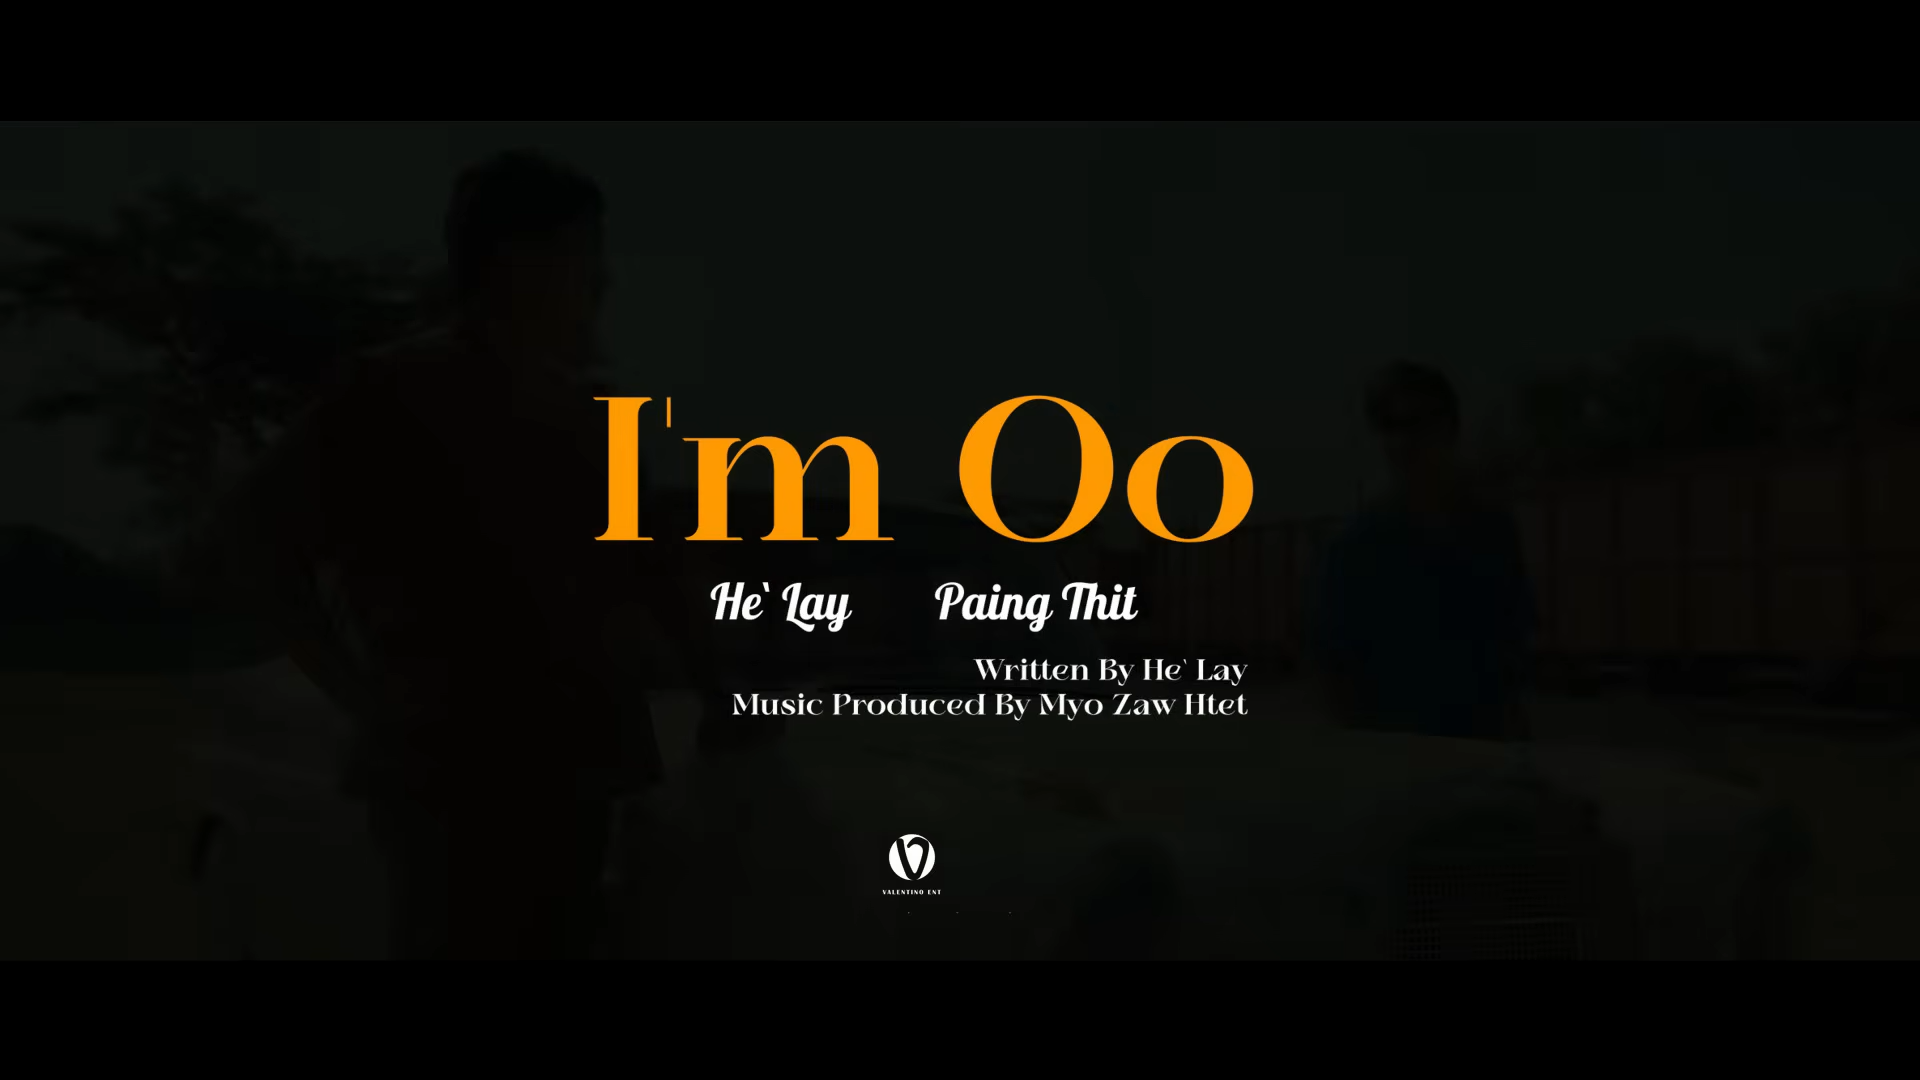 I'm Oo
He` Lay Paing Thit
Written By He` Lay
Music Produced By Myo Zaw Htet
VALENTINO ENT